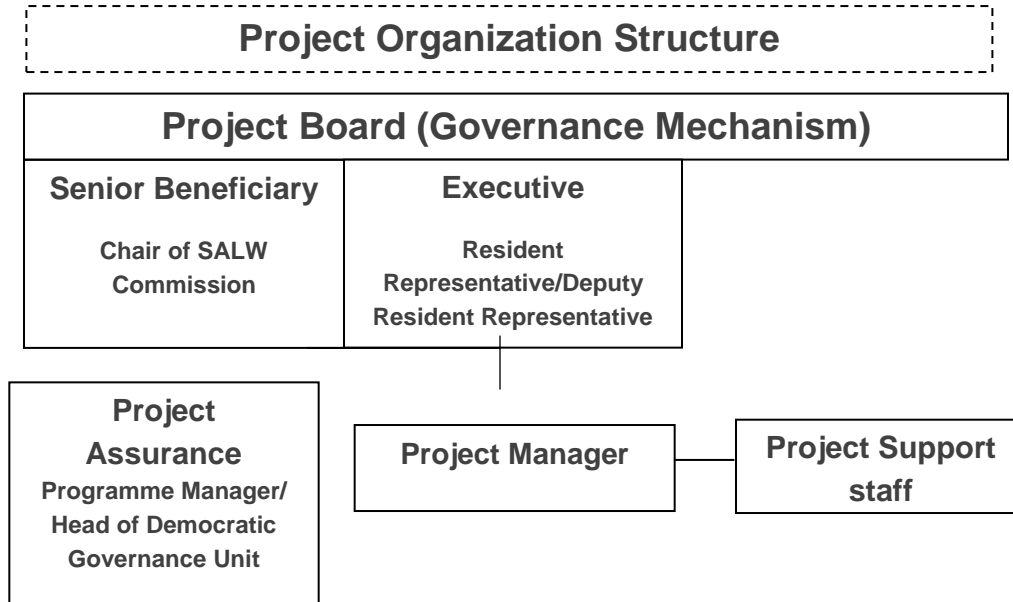 Project Organization Structure
Project Board (Governance Mechanism)
Senior Beneficiary
Chair of SALW
Commission
Executive
Resident
Representative/Deputy
Resident Representative
Project
Assurance
Programme Manager/
Head of Democratic
Governance Unit
Project Manager
Project Support
staff